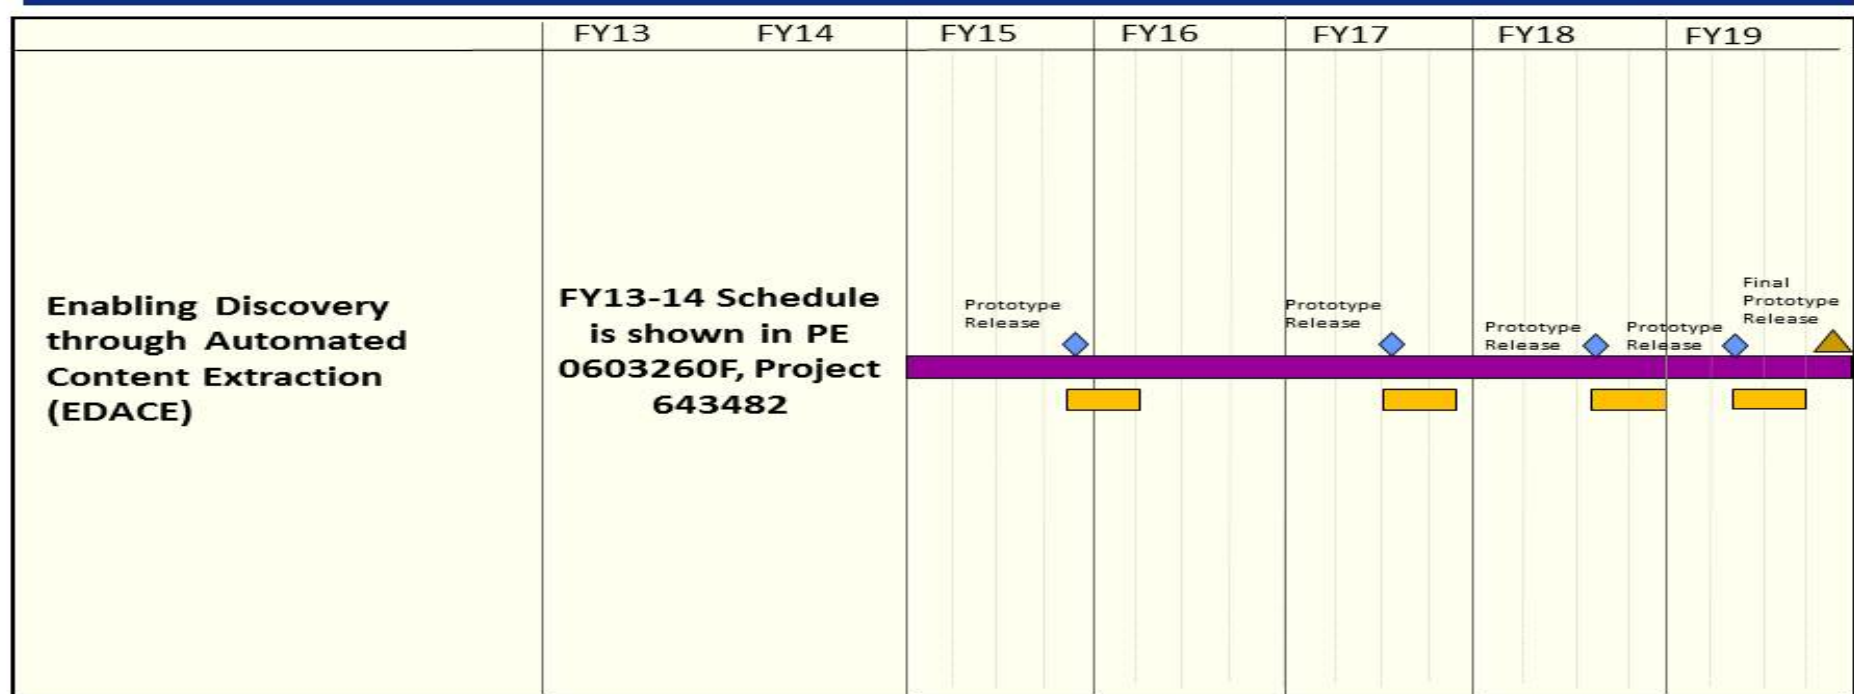 FY13 FY14 FY15 FY16 FY17 FY18 FY19
Enabling Discovery
through Automated
Content Extraction
(EDACE)
FY13-14 Schedule
is shown in PE
0603260F, Project
643482
Prototype
Release
Prototype
Release
Prototype
Release
Prototype
Release
Final
Prototype
Release